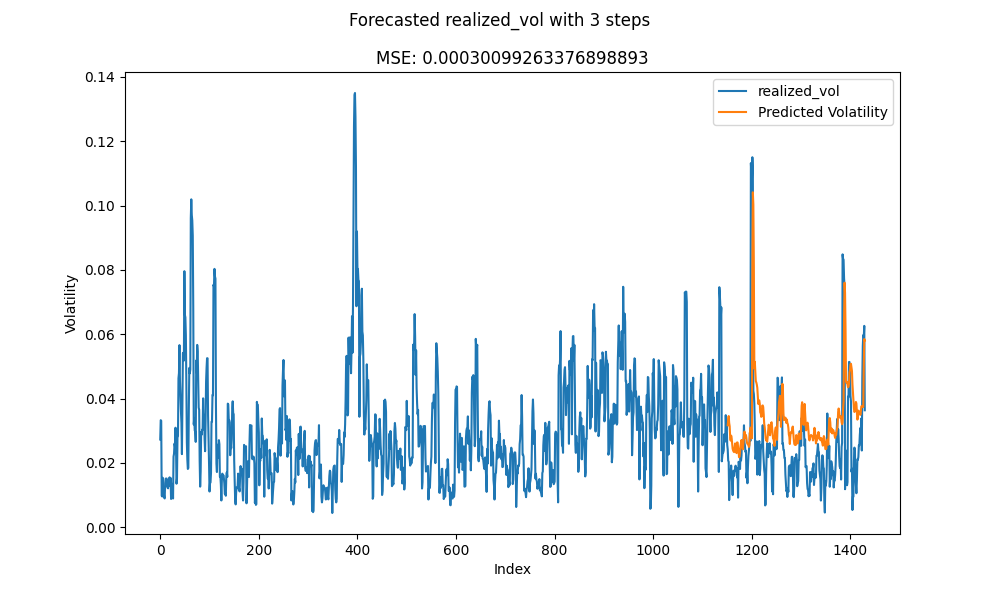 Forecasted realized_vol with 3 steps
MSE: 0.00030099263376898893
realized_vol
Predicted Volatility
0.14
0.12
0.10
0.08
0.06
0.04
0.02
0.00
Volatility
0 200 400 600 800 1000 1200 1400
Index